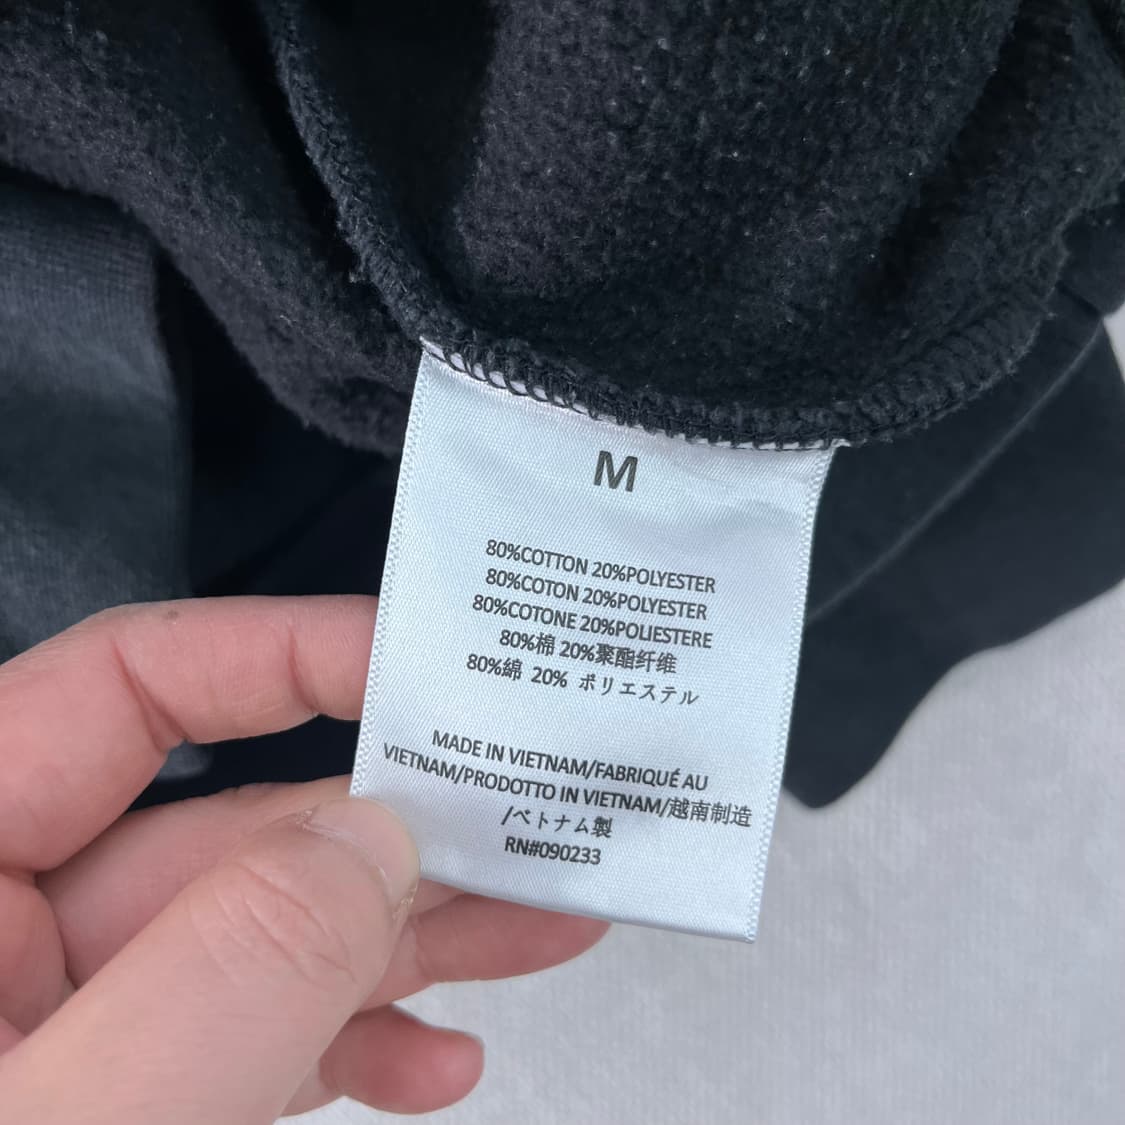 M
80%COTTON 20%POLYESTER
80%COTON 20%POLYESTER
80%COTONE 20%POLIESTERE
80%棉 20%聚酯纤维
80%綿 20% ポリエステル
MADE IN VIETNAM/FABRIQUÉ AU
VIETNAM/PRODOTTO IN VIETNAM/越南制造
/ベトナム製
RN#090233